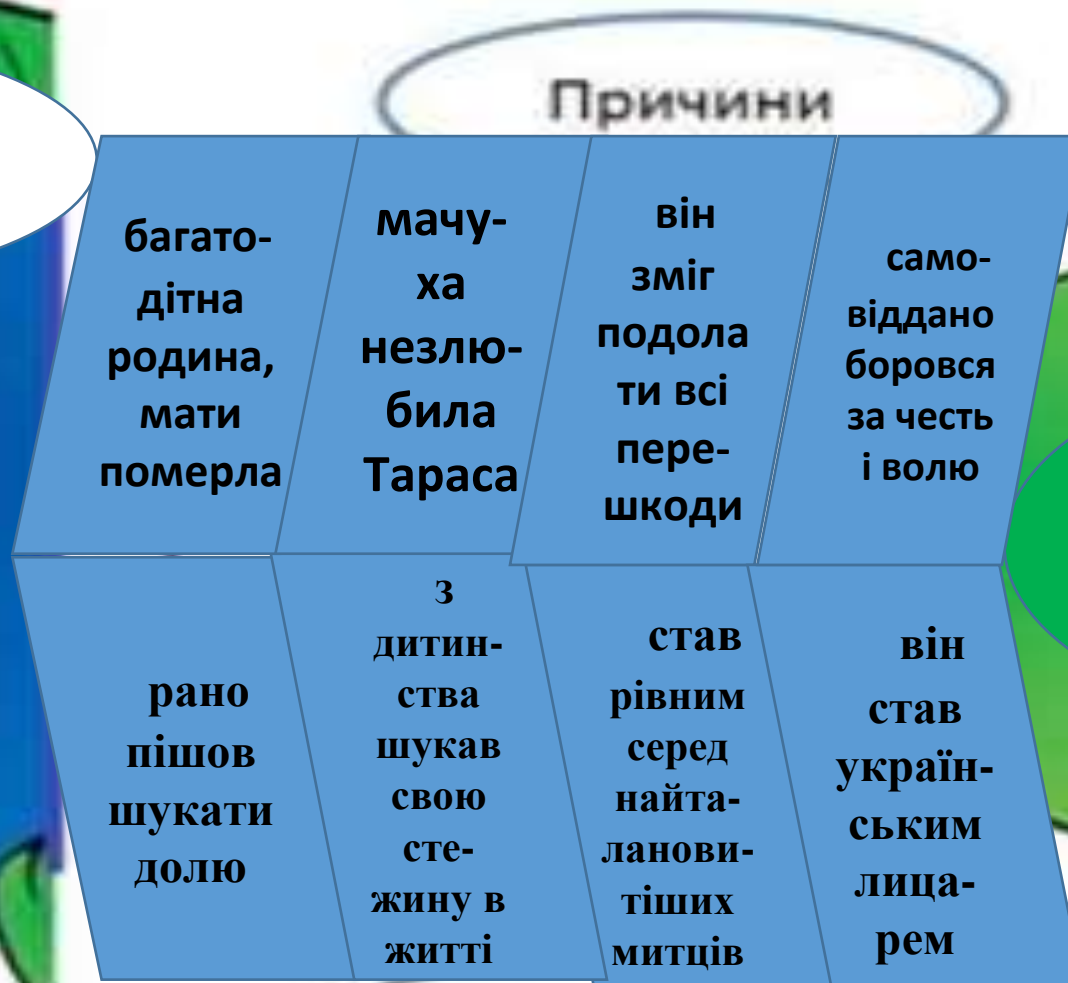 Причини
багато-
дітна
родина,
мати
померла
мачу-
ха
незлю-
била
Тараса
він
зміг
подола
ти всі
пере-
шкоди
само-
віддано
боровся
за честь
і волю
рано
пішов
шукати
долю
з
дитин-
ства
шукав
свою
сте-
жину в
житті
став
рівним
серед
найта-
ланови-
тіших
митців
він
став
україн-
ським
лица-
рем